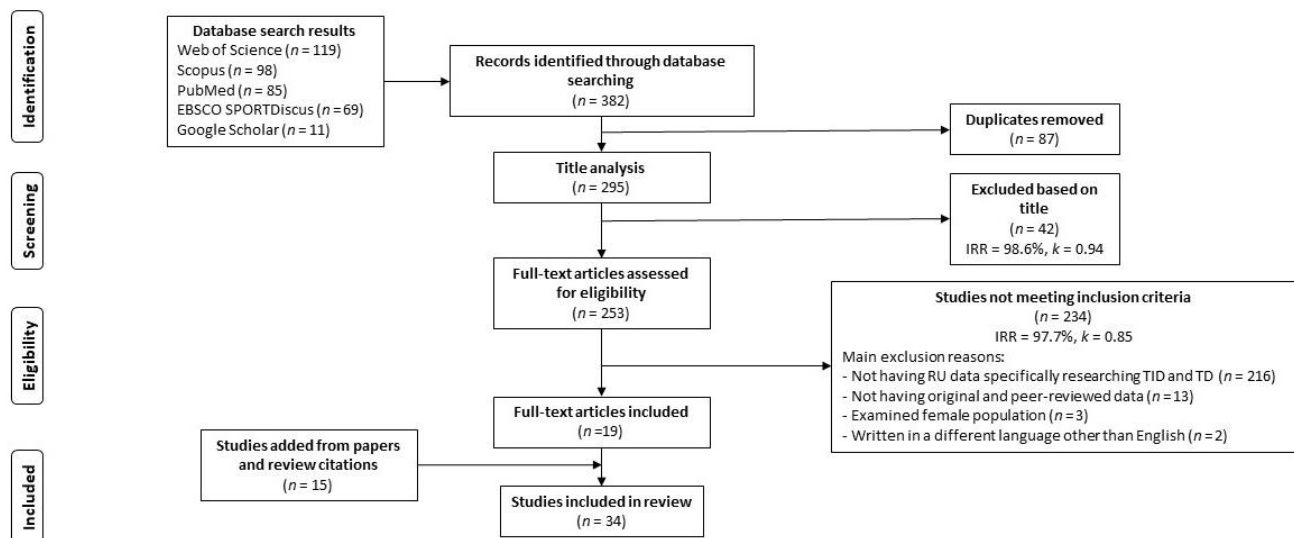 Identification
Database search results
Web of Science (n = 119)
Scopus (n = 98)
PubMed (n = 85)
EBSCO SPORTDiscus (n = 69)
Google Scholar (n = 11)
Records identified through database
searching
(n = 382)
Duplicates removed
(n = 87)
Title analysis
(n = 295)
Screening
Excluded based on
title
(n = 42)
IRR = 98.6%, k = 0.94
Full-text articles assessed
for eligibility
(n = 253)
Eligibility
Studies not meeting inclusion criteria
(n = 234)
IRR = 97.7%, k = 0.85
Main exclusion reasons:
- Not having RU data specifically researching TID and TD (n = 216)
- Not having original and peer-reviewed data (n = 13)
- Examined female population (n = 3)
- Written in a different language other than English (n = 2)
Full-text articles included
(n =19)
Included
Studies added from papers
and review citations
(n = 15)
Studies included in review
(n = 34)